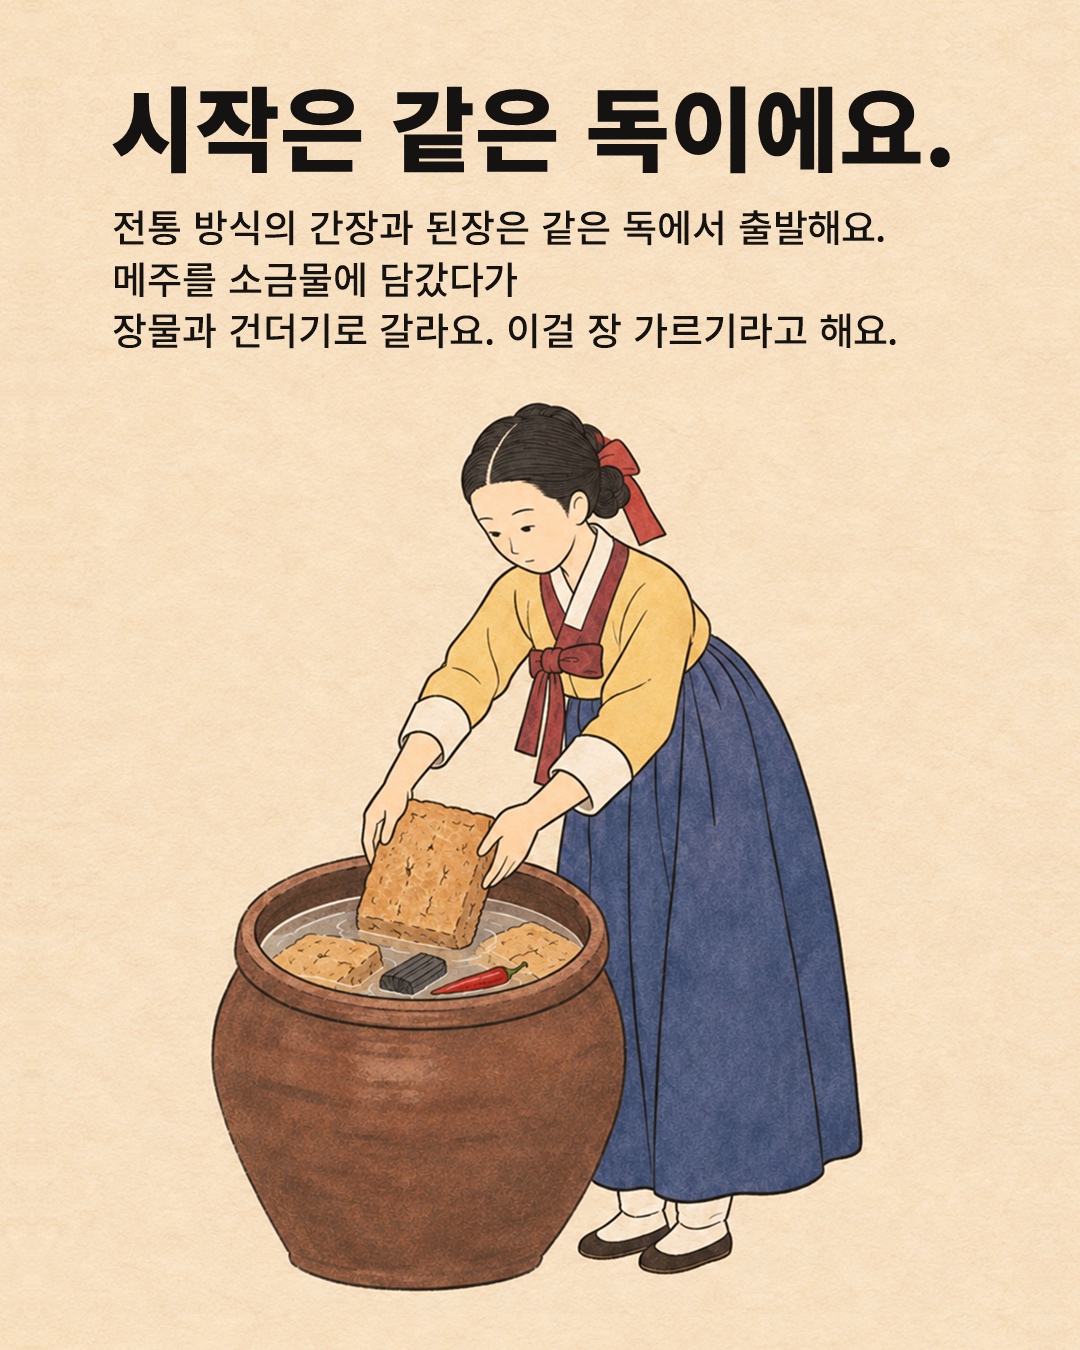 시작은 같은 독이에요.
전통 방식의 간장과 된장은 같은 독에서 출발해요.
메주를 소금물에 담갔다가
장물과 건더기로 갈라요. 이걸 장 가르기라고 해요.